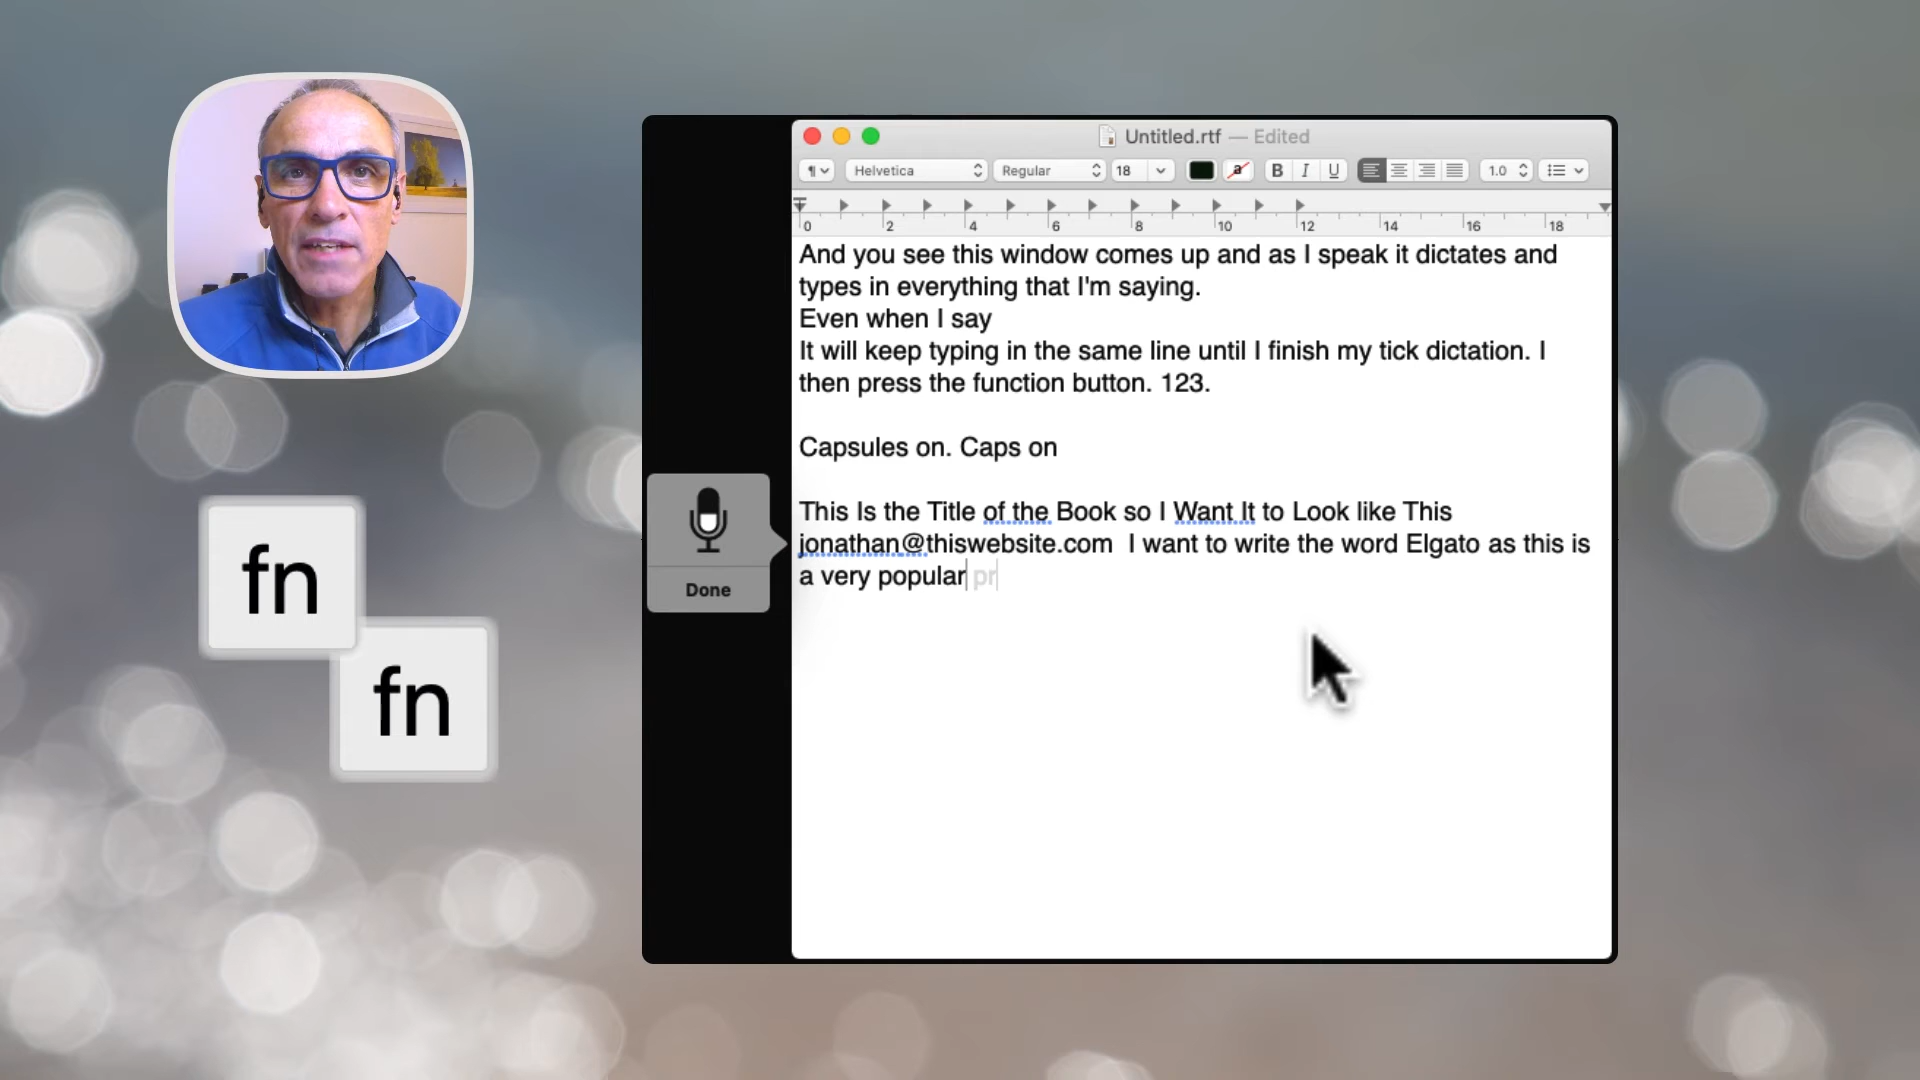 Untitled.rtf — Edited
Helvetica
Regular
18
B I U
1.0
0 2 4 6 8 10 12 14 16 18
And you see this window comes up and as I speak it dictates and
types in everything that I'm saying.
Even when I say
It will keep typing in the same line until I finish my tick dictation. I
then press the function button. 123.
Capsules on. Caps on
This Is the Title of the Book so I Want It to Look like This
jonathan@thiswebsite.com  I want to write the word Elgato as this is
a very popular pr
Done
fn
fn